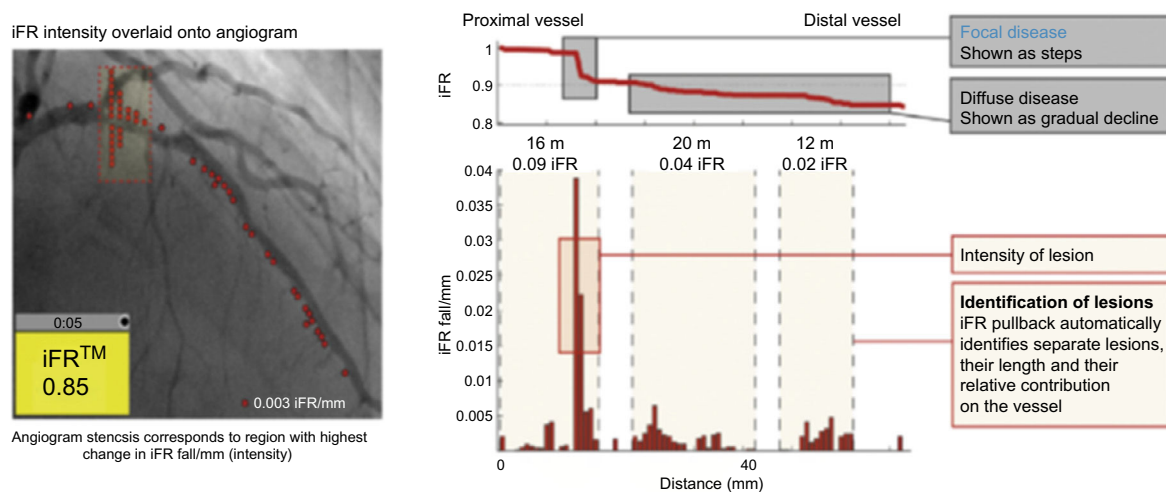 iFR intensity overlaid onto angiogram
0:05
iFR™
0.85
0.003 iFR/mm
Angiogram stencsis corresponds to region with highest
change in iFR fall/mm (intensity)
Proximal vessel
Distal vessel
iFR
1
0.9
0.8
Focal disease
Shown as steps
Diffuse disease
Shown as gradual decline
16 m
0.09 iFR
20 m
0.04 iFR
12 m
0.02 iFR
iFR fall/mm
0.04
0.03
0.025
0.02
0.015
0.01
0.005
0
40
Distance (mm)
Intensity of lesion
Identification of lesions
iFR pullback automatically
identifies separate lesions,
their length and their
relative contribution
on the vessel